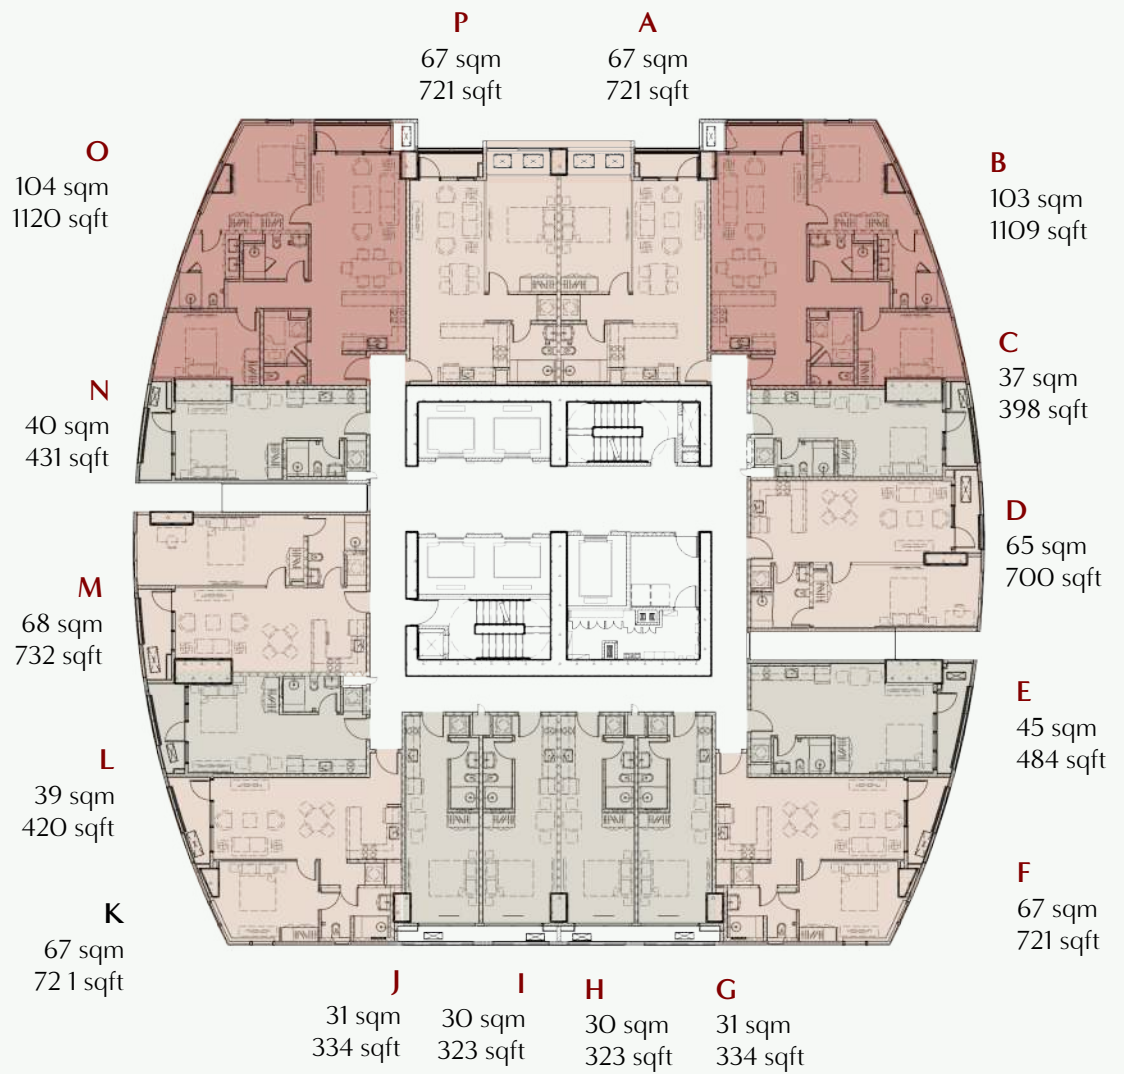 P
67 sqm
721 sqft
A
67 sqm
721 sqft
O
104 sqm
1120 sqft
B
103 sqm
1109 sqft
C
37 sqm
398 sqft
N
40 sqm
431 sqft
D
65 sqm
700 sqft
M
68 sqm
732 sqft
E
45 sqm
484 sqft
L
39 sqm
420 sqft
F
67 sqm
721 sqft
K
67 sqm
72 1 sqft
J
31 sqm
334 sqft
I
30 sqm
323 sqft
H
30 sqm
323 sqft
G
31 sqm
334 sqft